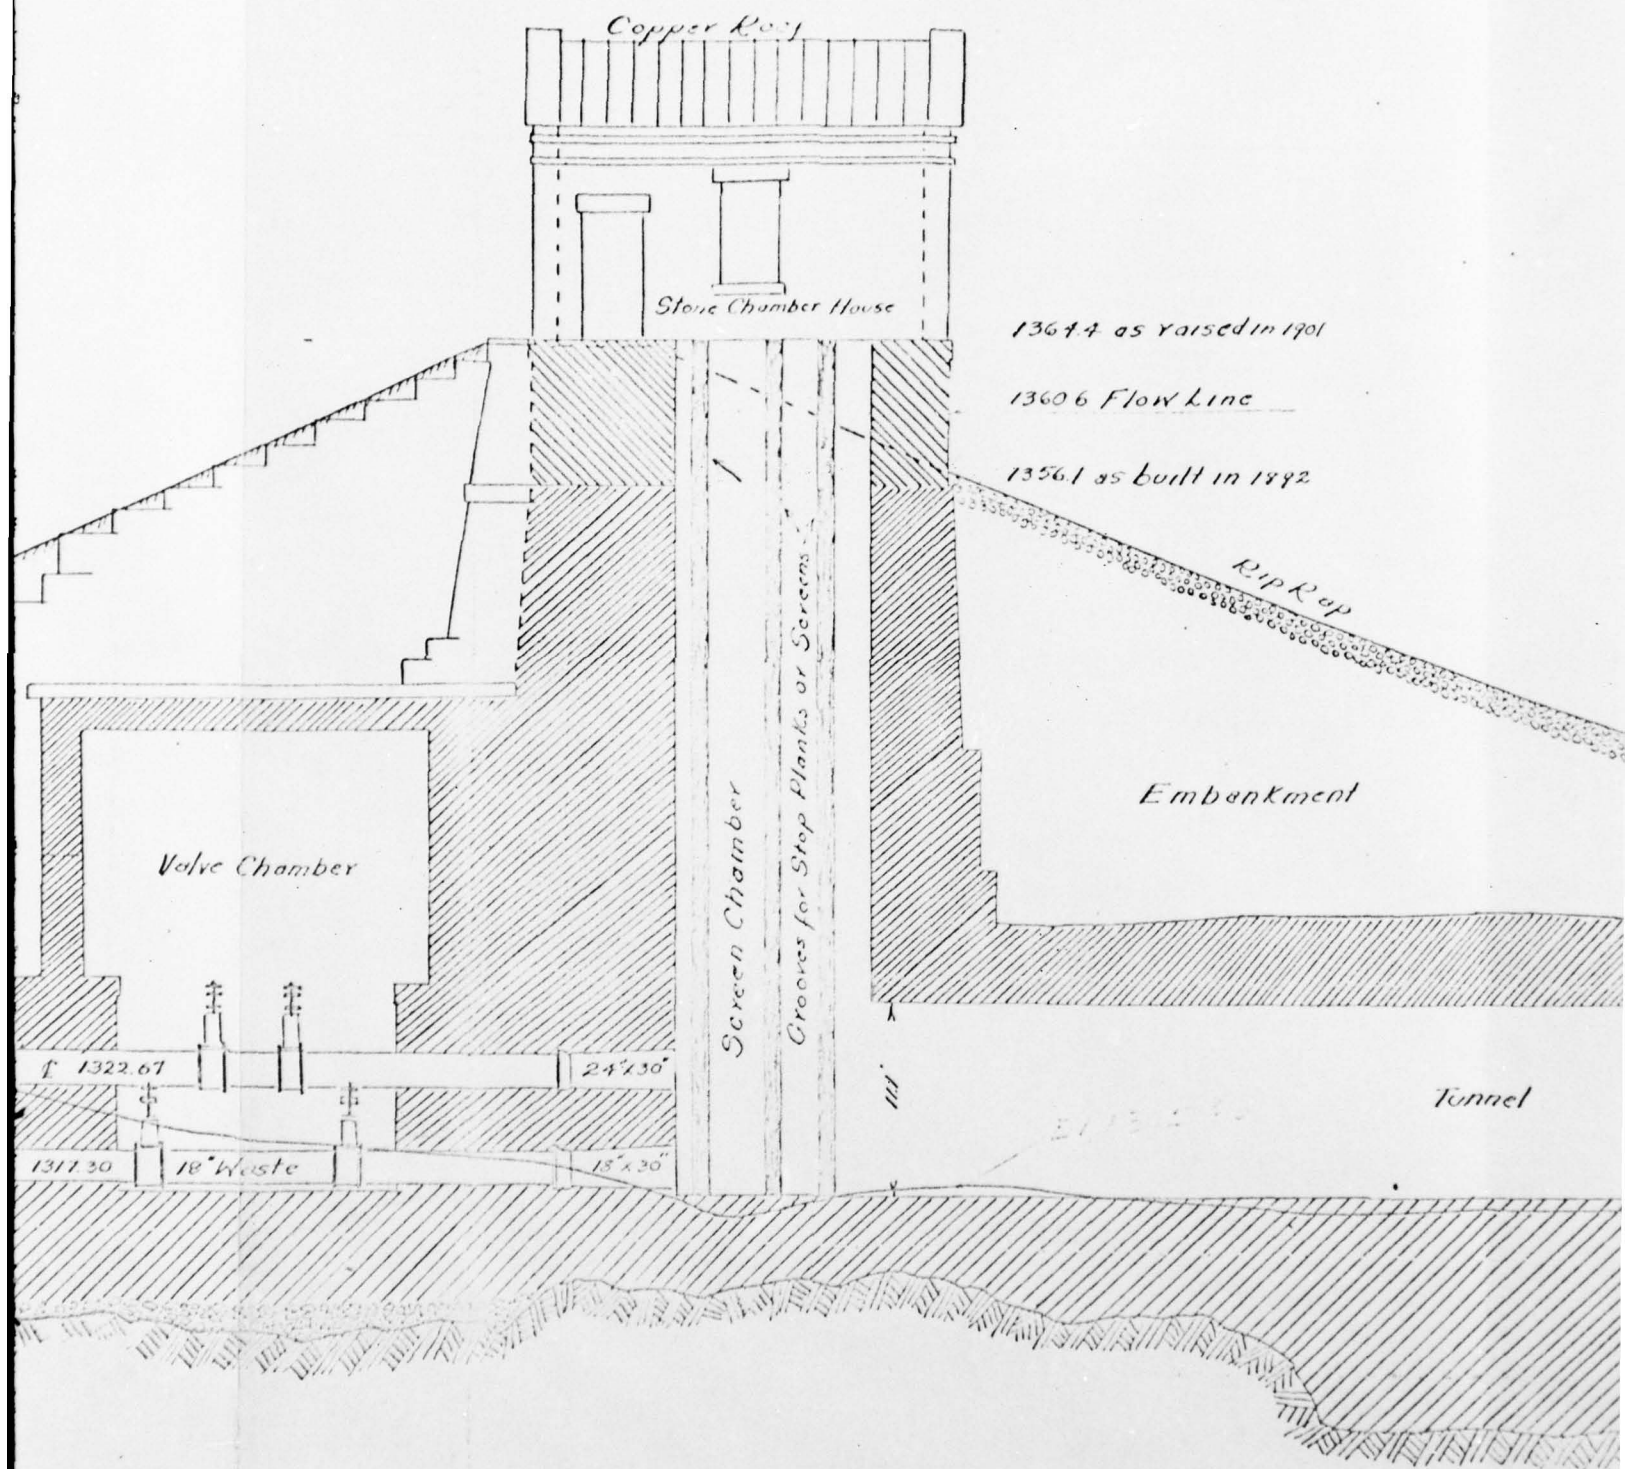 Copper Roof
Stone Chamber House
1364.4 as raised in 1901
1360.6 Flow Line
1356.1 as built in 1892
Rip Rap
Embankment
Valve Chamber
Screen Chamber
Grooves for Stop Planks or Screens
℄ 1322.67
24"x30"
Tunnel
1317.30
18" Waste
18"x30"